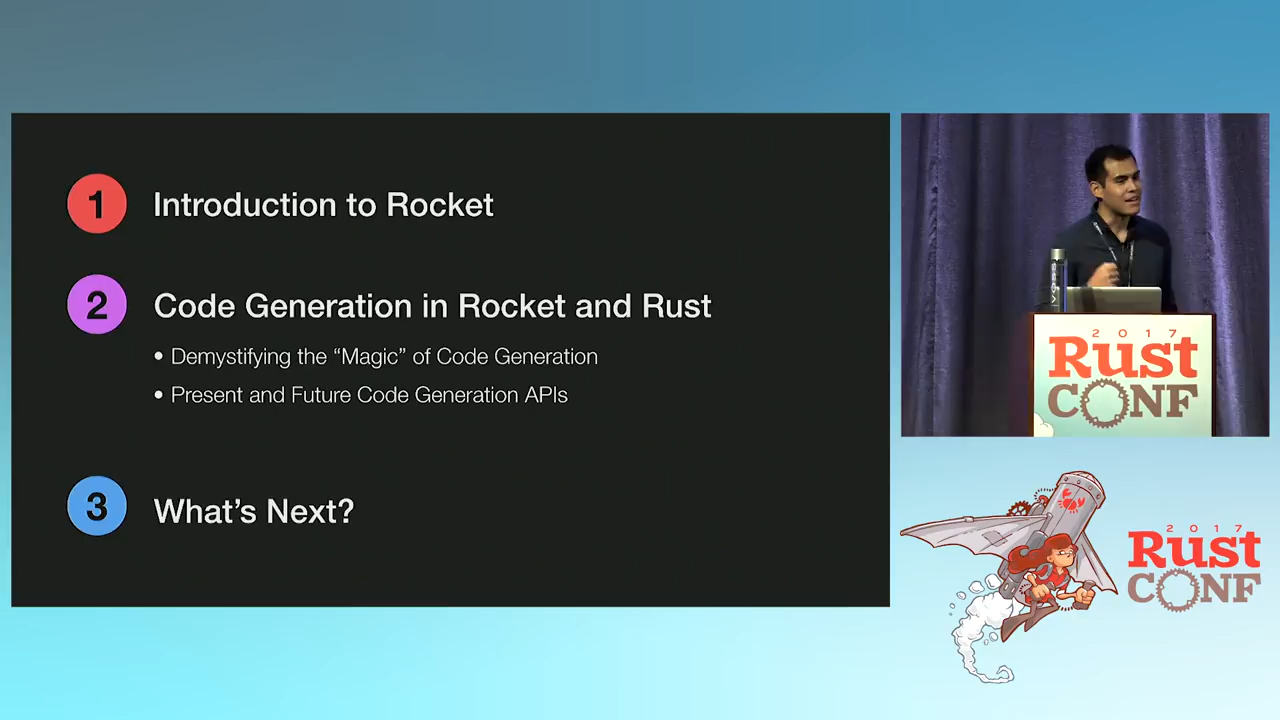 1 Introduction to Rocket
2 Code Generation in Rocket and Rust
• Demystifying the “Magic” of Code Generation
• Present and Future Code Generation APIs
3 What’s Next?
VOSS
2017
Rust
CONF
2017
Rust
CONF